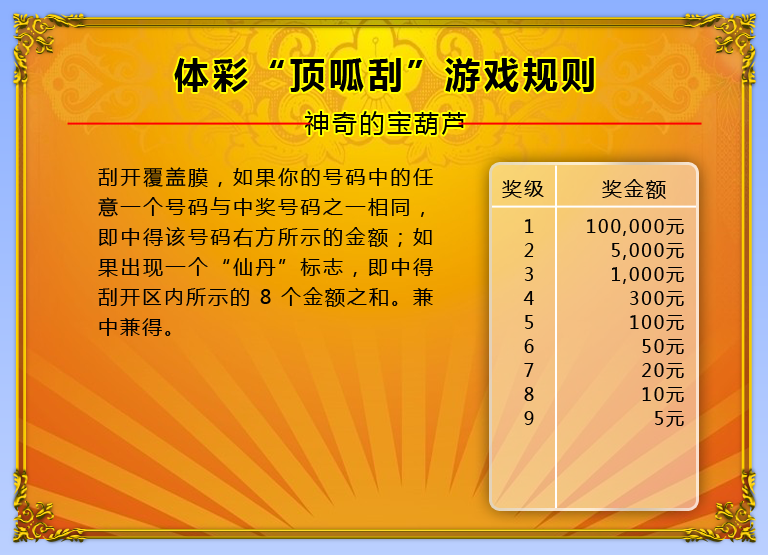 体彩“顶呱刮”游戏规则
神奇的宝葫芦
刮开覆盖膜，如果你的号码中的任
意一个号码与中奖号码之一相同，
即中得该号码右方所示的金额；如
果出现一个“仙丹”标志，即中得
刮开区内所示的 8 个金额之和。兼
中兼得。
奖级 奖金额
1 100,000元
2 5,000元
3 1,000元
4 300元
5 100元
6 50元
7 20元
8 10元
9 5元